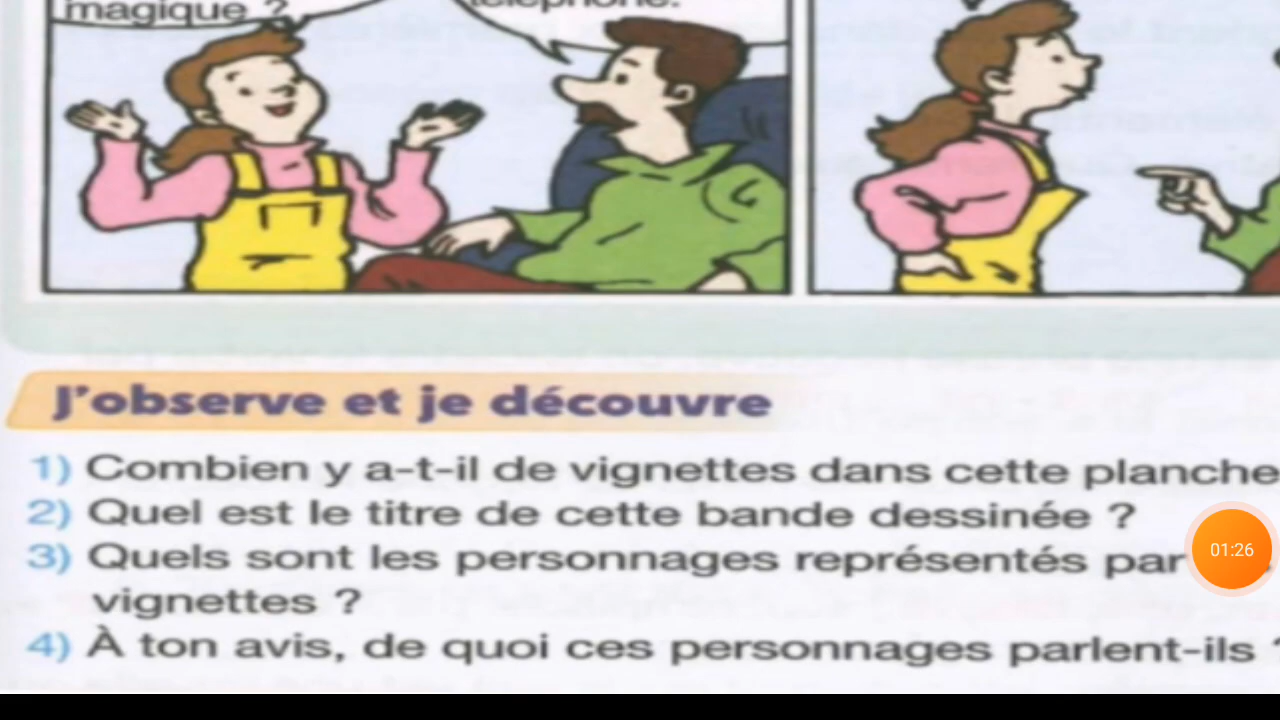 magique ?
téléphone.
J'observe et je découvre
1) Combien y a-t-il de vignettes dans cette planche
2) Quel est le titre de cette bande dessinée ?
3) Quels sont les personnages représentés par
vignettes ?
4) À ton avis, de quoi ces personnages parlent-ils ?
01:26